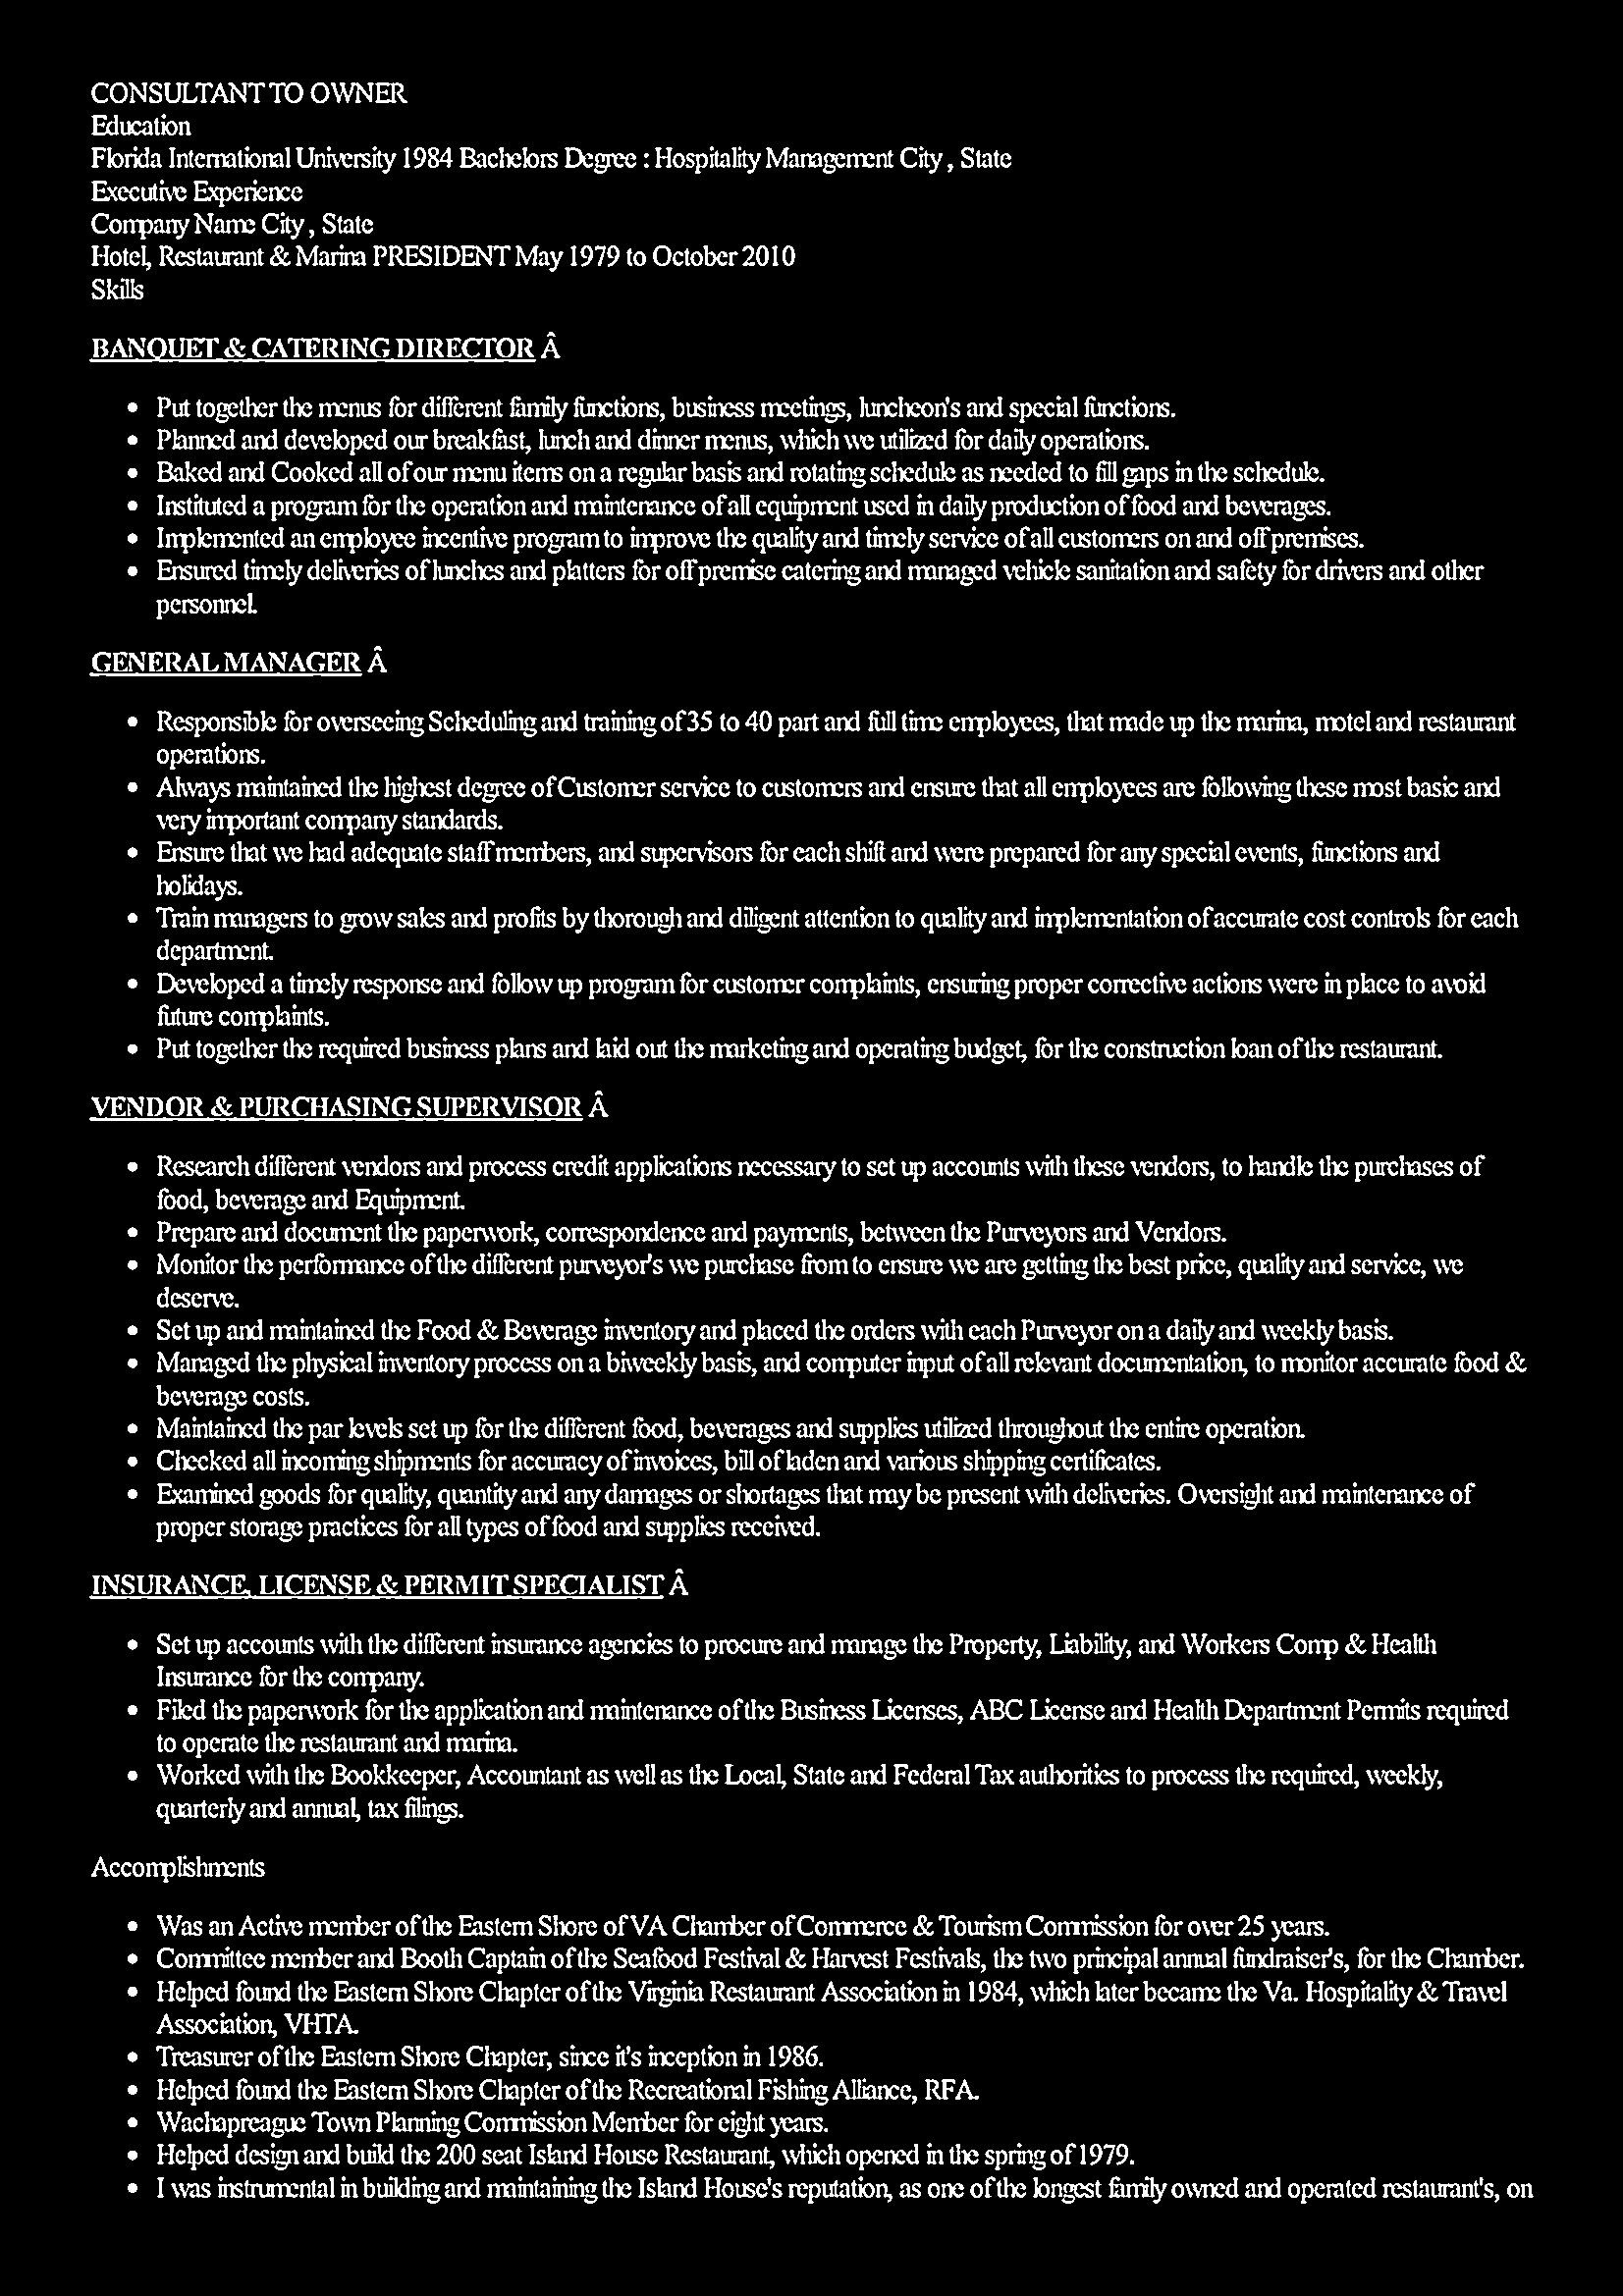 CONSULTANT TO OWNER
Education
Florida International University 1984 Bachelors Degree : Hospitality Management City , State
Executive Experience
Company Name City , State
Hotel, Restaurant & Marina PRESIDENT May 1979 to October 2010
Skills
BANQUET & CATERING DIRECTOR Â
• Put together the menus for different family functions, business meetings, luncheon's and special functions.
• Planned and developed our breakfast, lunch and dinner menus, which we utilized for daily operations.
• Baked and Cooked all of our menu items on a regular basis and rotating schedule as needed to fill gaps in the schedule.
• Instituted a program for the operation and maintenance of all equipment used in daily production of food and beverages.
• Implemented an employee incentive program to improve the quality and timely service of all customers on and off premises.
• Ensured timely deliveries of lunches and platters for off premise catering and managed vehicle sanitation and safety for drivers and other
personnel.
GENERAL MANAGER Â
• Responsible for overseeing Scheduling and training of 35 to 40 part and full time employees, that made up the marina, motel and restaurant
operations.
• Always maintained the highest degree of Customer service to customers and ensure that all employees are following these most basic and
very important company standards.
• Ensure that we had adequate staff members, and supervisors for each shift and were prepared for any special events, functions and
holidays.
• Train managers to grow sales and profits by thorough and diligent attention to quality and implementation of accurate cost controls for each
department.
• Developed a timely response and follow up program for customer complaints, ensuring proper corrective actions were in place to avoid
future complaints.
• Put together the required business plans and laid out the marketing and operating budget, for the construction loan of the restaurant.
VENDOR & PURCHASING SUPERVISOR Â
• Research different vendors and process credit applications necessary to set up accounts with these vendors, to handle the purchases of
food, beverage and Equipment.
• Prepare and document the paperwork, correspondence and payments, between the Purveyors and Vendors.
• Monitor the performance of the different purveyor's we purchase from to ensure we are getting the best price, quality and service, we
deserve.
• Set up and maintained the Food & Beverage inventory and placed the orders with each Purveyor on a daily and weekly basis.
• Managed the physical inventory process on a biweekly basis, and computer input of all relevant documentation, to monitor accurate food &
beverage costs.
• Maintained the par levels set up for the different food, beverages and supplies utilized throughout the entire operation.
• Checked all incoming shipments for accuracy of invoices, bill of laden and various shipping certificates.
• Examined goods for quality, quantity and any damages or shortages that may be present with deliveries. Oversight and maintenance of
proper storage practices for all types of food and supplies received.
INSURANCE, LICENSE & PERMIT SPECIALIST Â
• Set up accounts with the different insurance agencies to procure and manage the Property, Liability, and Workers Comp & Health
Insurance for the company.
• Filed the paperwork for the application and maintenance of the Business Licenses, ABC License and Health Department Permits required
to operate the restaurant and marina.
• Worked with the Bookkeeper, Accountant as well as the Local, State and Federal Tax authorities to process the required, weekly,
quarterly and annual, tax filings.
Accomplishments
• Was an Active member of the Eastern Shore of VA Chamber of Commerce & Tourism Commission for over 25 years.
• Committee member and Booth Captain of the Seafood Festival & Harvest Festivals, the two principal annual fundraiser's, for the Chamber.
• Helped found the Eastern Shore Chapter of the Virginia Restaurant Association in 1984, which later became the Va. Hospitality & Travel
Association, VHTA.
• Treasurer of the Eastern Shore Chapter, since it's inception in 1986.
• Helped found the Eastern Shore Chapter of the Recreational Fishing Alliance, RFA.
• Wachapreague Town Planning Commission Member for eight years.
• Helped design and build the 200 seat Island House Restaurant, which opened in the spring of 1979.
• I was instrumental in building and maintaining the Island House's reputation, as one of the longest family owned and operated restaurant's, on